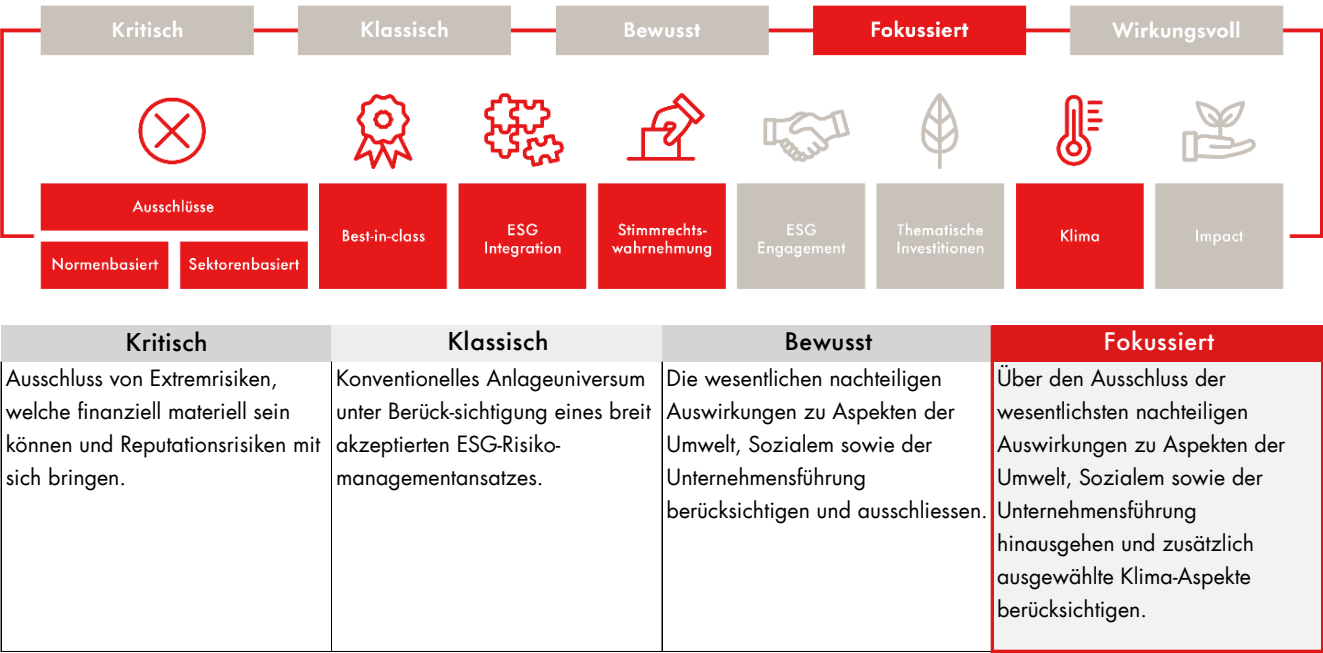 Kritisch
Klassisch
Bewusst
Fokussiert
Wirkungsvoll
Ausschlüsse
Normenbasiert
Sektorenbasiert
Best-in-class
ESG
Integration
Stimmrechts-
wahrnehmung
ESG
Engagement
Thematische
Investitionen
Klima
Impact
Kritisch
Ausschluss von Extremrisiken,
welche finanziell materiell sein
können und Reputationsrisiken mit
sich bringen.
Klassisch
Konventionelles Anlageuniversum
unter Berück-sichtigung eines breit
akzeptierten ESG-Risiko-
managementansatzes.
Bewusst
Die wesentlichen nachteiligen
Auswirkungen zu Aspekten der
Umwelt, Sozialem sowie der
Unternehmensführung
berücksichtigen und ausschliessen.
Fokussiert
Über den Ausschluss der
wesentlichsten nachteiligen
Auswirkungen zu Aspekten der
Umwelt, Sozialem sowie der
Unternehmensführung
hinausgehen und zusätzlich
ausgewählte Klima-Aspekte
berücksichtigen.